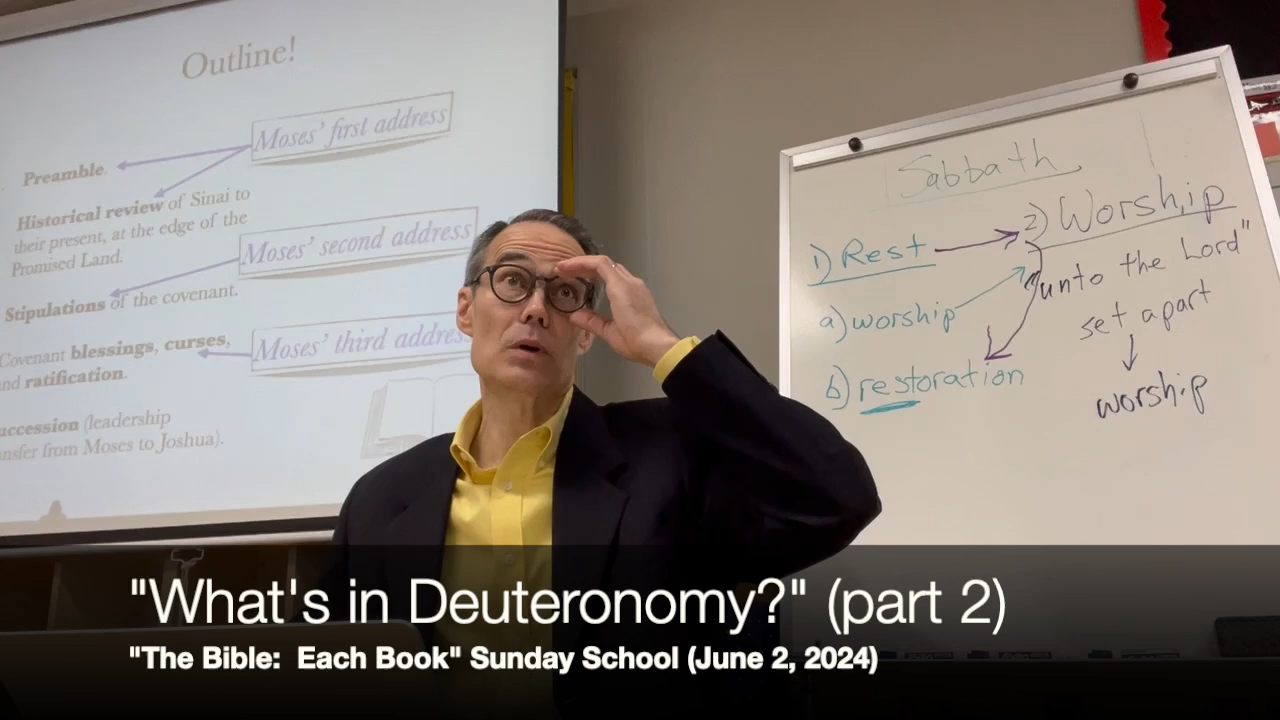 Outline!
Moses' first address
Preamble.
Historical review of Sinai to
their present, at the edge of the
Promised Land.
Moses' second address
Stipulations of the covenant.
Moses' third address
Covenant blessings, curses,
and ratification.
(leadership
from Moses to Joshua).
Sabbath
1) Rest
2) Worship
"unto the Lord"
a) worship
set apart
b) restoration
worship
"What's in Deuteronomy?" (part 2)
"The Bible: Each Book" Sunday School (June 2, 2024)